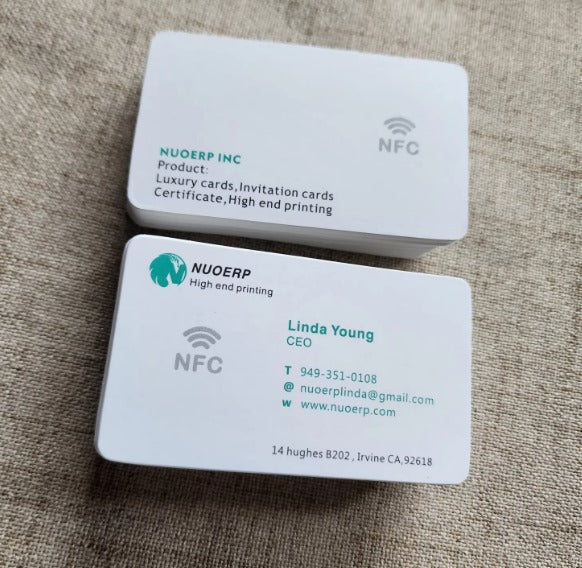 NFC
NUOERP INC
Product:
Luxury cards,Invitation cards
Certificate,High end printing
NUOERP
High end printing
NFC
Linda Young
CEO
T 949-351-0108
@ nuoerplinda@gmail.com
w www.nuoerp.com
14 hughes B202 , Irvine CA,92618